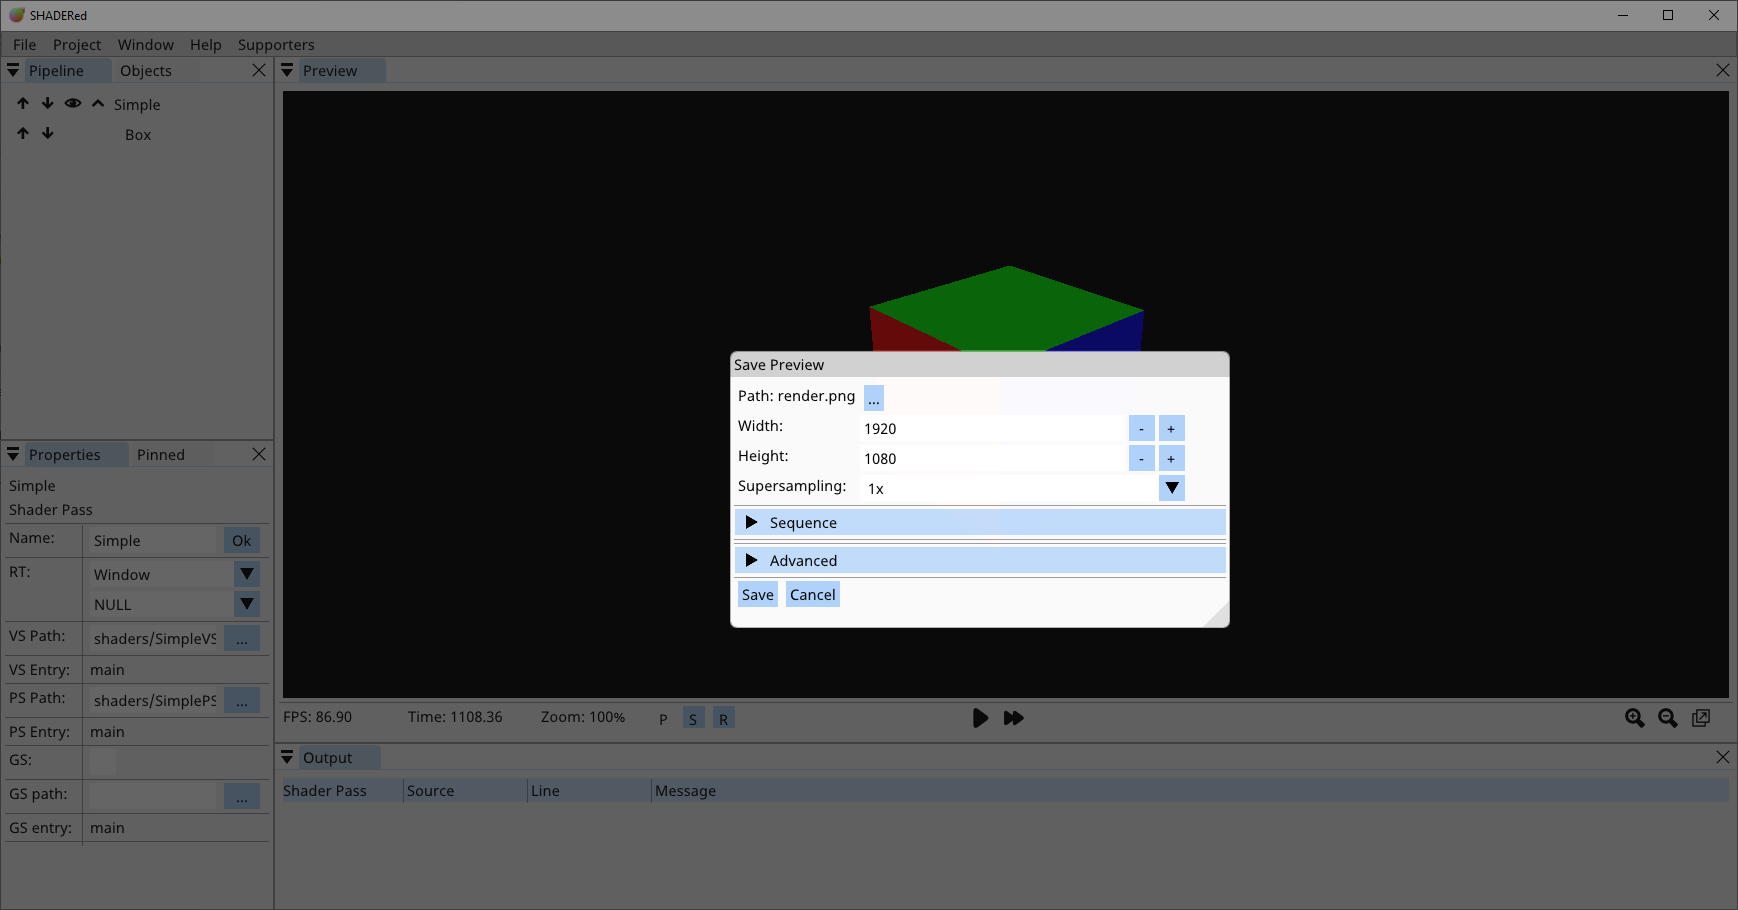 SHADERed
File Project Window Help Supporters
Pipeline Objects
Simple
Box
Preview
Save Preview
Path: render.png ...
Width: 1920 - +
Height: 1080 - +
Supersampling: 1x
Sequence
Advanced
Save Cancel
Properties Pinned
Simple
Shader Pass
Name: Simple Ok
RT: Window
NULL
VS Path: shaders/SimpleVS ...
VS Entry: main
PS Path: shaders/SimplePS ...
PS Entry: main
GS:
GS path: ...
GS entry: main
FPS: 86.90 Time: 1108.36 Zoom: 100% P S R
Output
Shader Pass Source Line Message